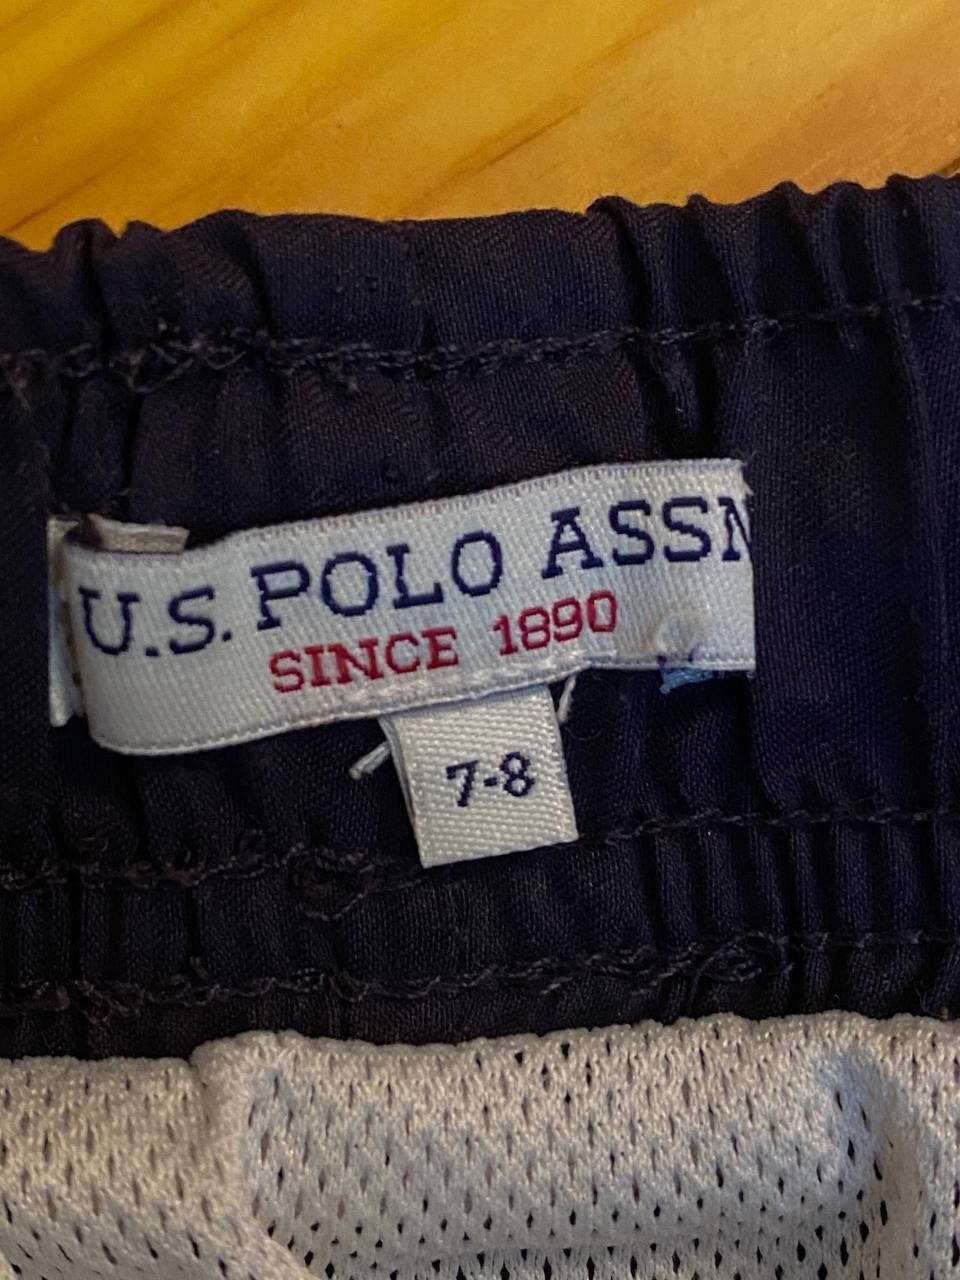 U.S. POLO ASSN
SINCE 1890
7-8